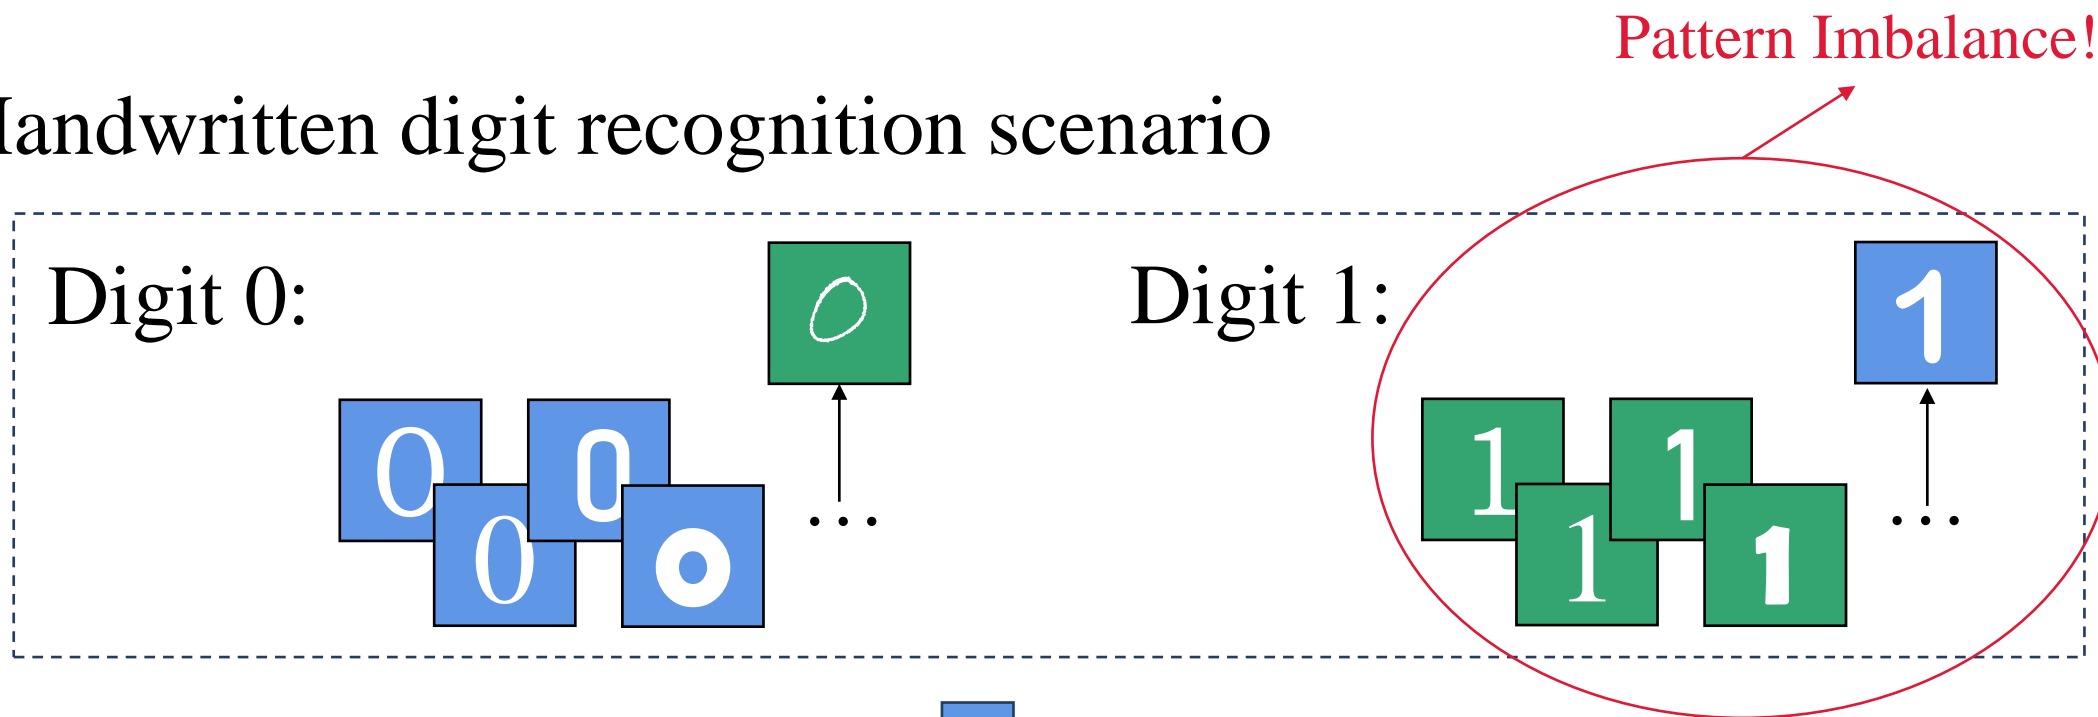 Pattern Imbalance!
Handwritten digit recognition scenario
Digit 0:
0
Digit 1:
1
0 0
1 1
0 0
...
1 1
...